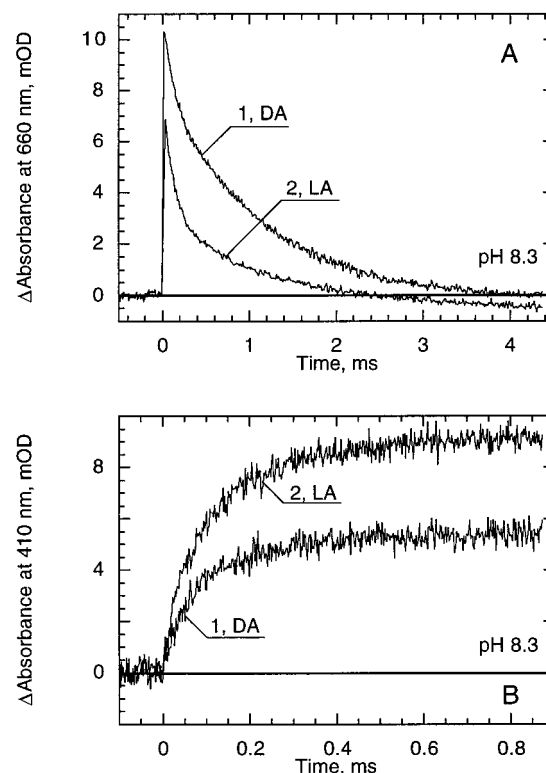 ΔAbsorbance at 660 nm, mOD
10
8
6
4
2
0
A
1, DA
2, LA
pH 8.3
0 1 2 3 4
Time, ms
ΔAbsorbance at 410 nm, mOD
8
4
0
2, LA
1, DA
pH 8.3
B
0 0.2 0.4 0.6 0.8
Time, ms